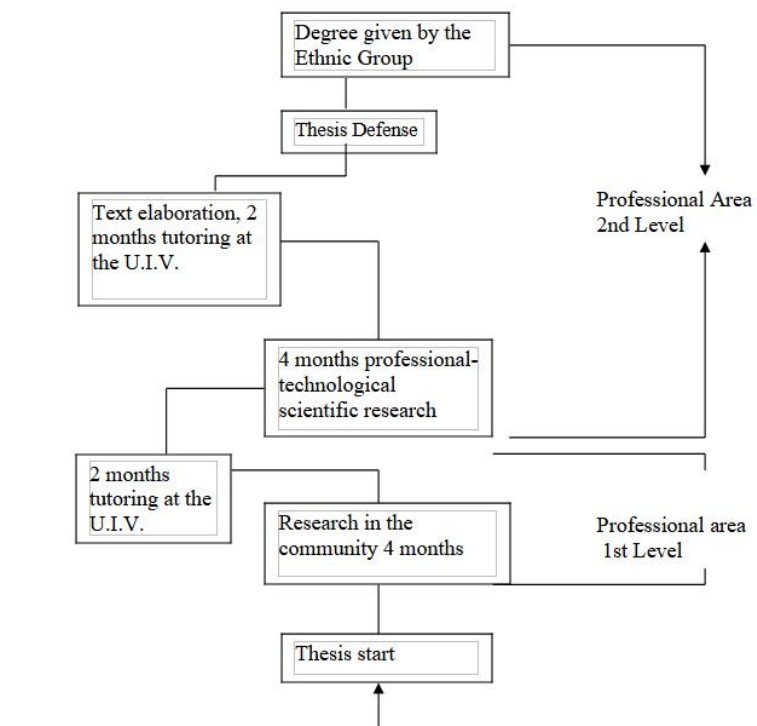 Degree given by the
Ethnic Group
Thesis Defense
Text elaboration, 2
months tutoring at
the U.I.V.
Professional Area
2nd Level
4 months professional-
technological
scientific research
2 months
tutoring at the
U.I.V.
Research in the
community 4 months
Professional area
1st Level
Thesis start